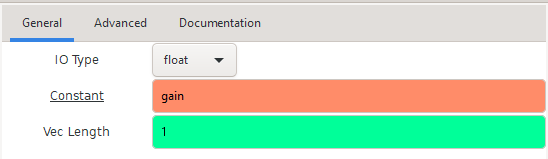 General Advanced Documentation
IO Type float
Constant gain
Vec Length 1